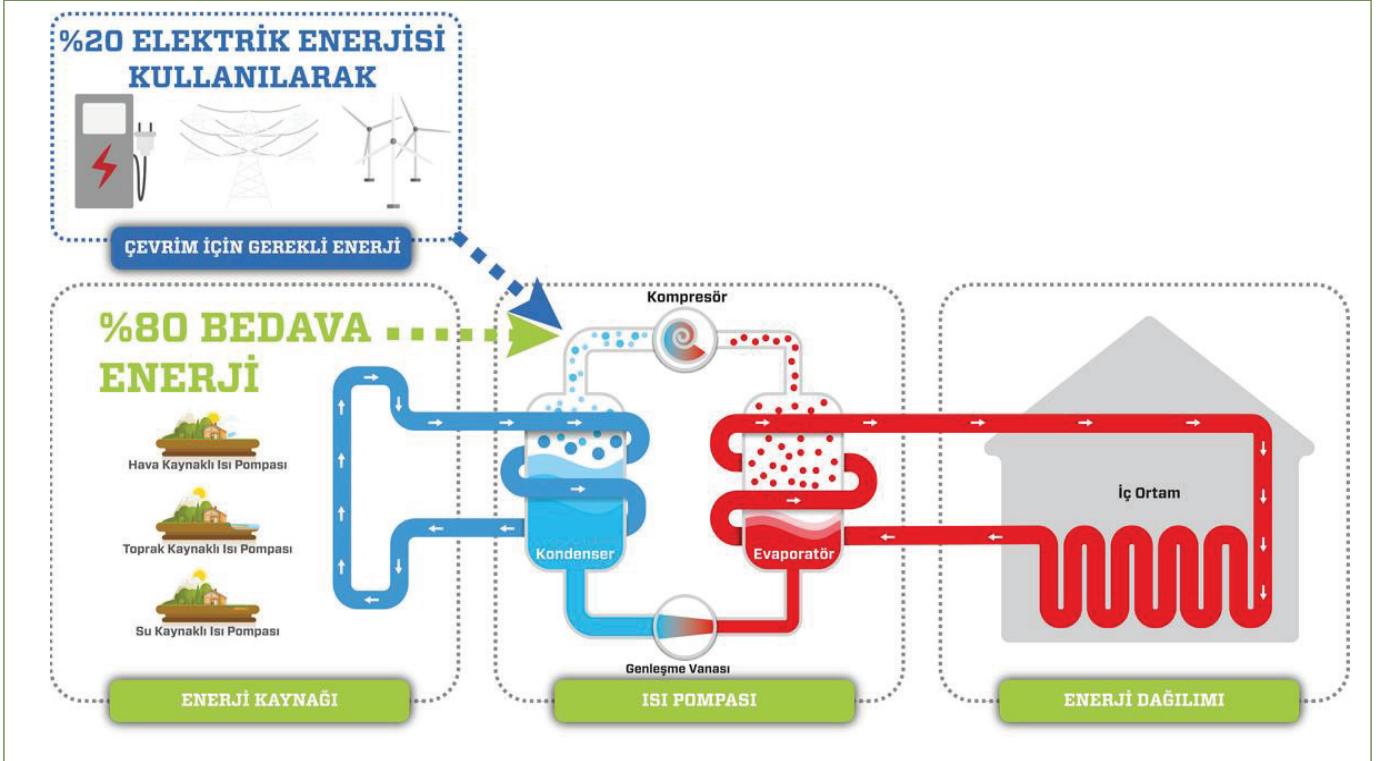 %20 ELEKTRİK ENERJİSİ
KULLANILARAK
ÇEVRİM İÇİN GEREKLİ ENERJİ
%80 BEDAVA
ENERJİ
Hava Kaynaklı Isı Pompası
Toprak Kaynaklı Isı Pompası
Su Kaynaklı Isı Pompası
ENERJİ KAYNAĞI
Kompresör
Kondenser
Evaporatör
Genleşme Vanası
ISI POMPASI
İç Ortam
ENERJİ DAĞILIMI